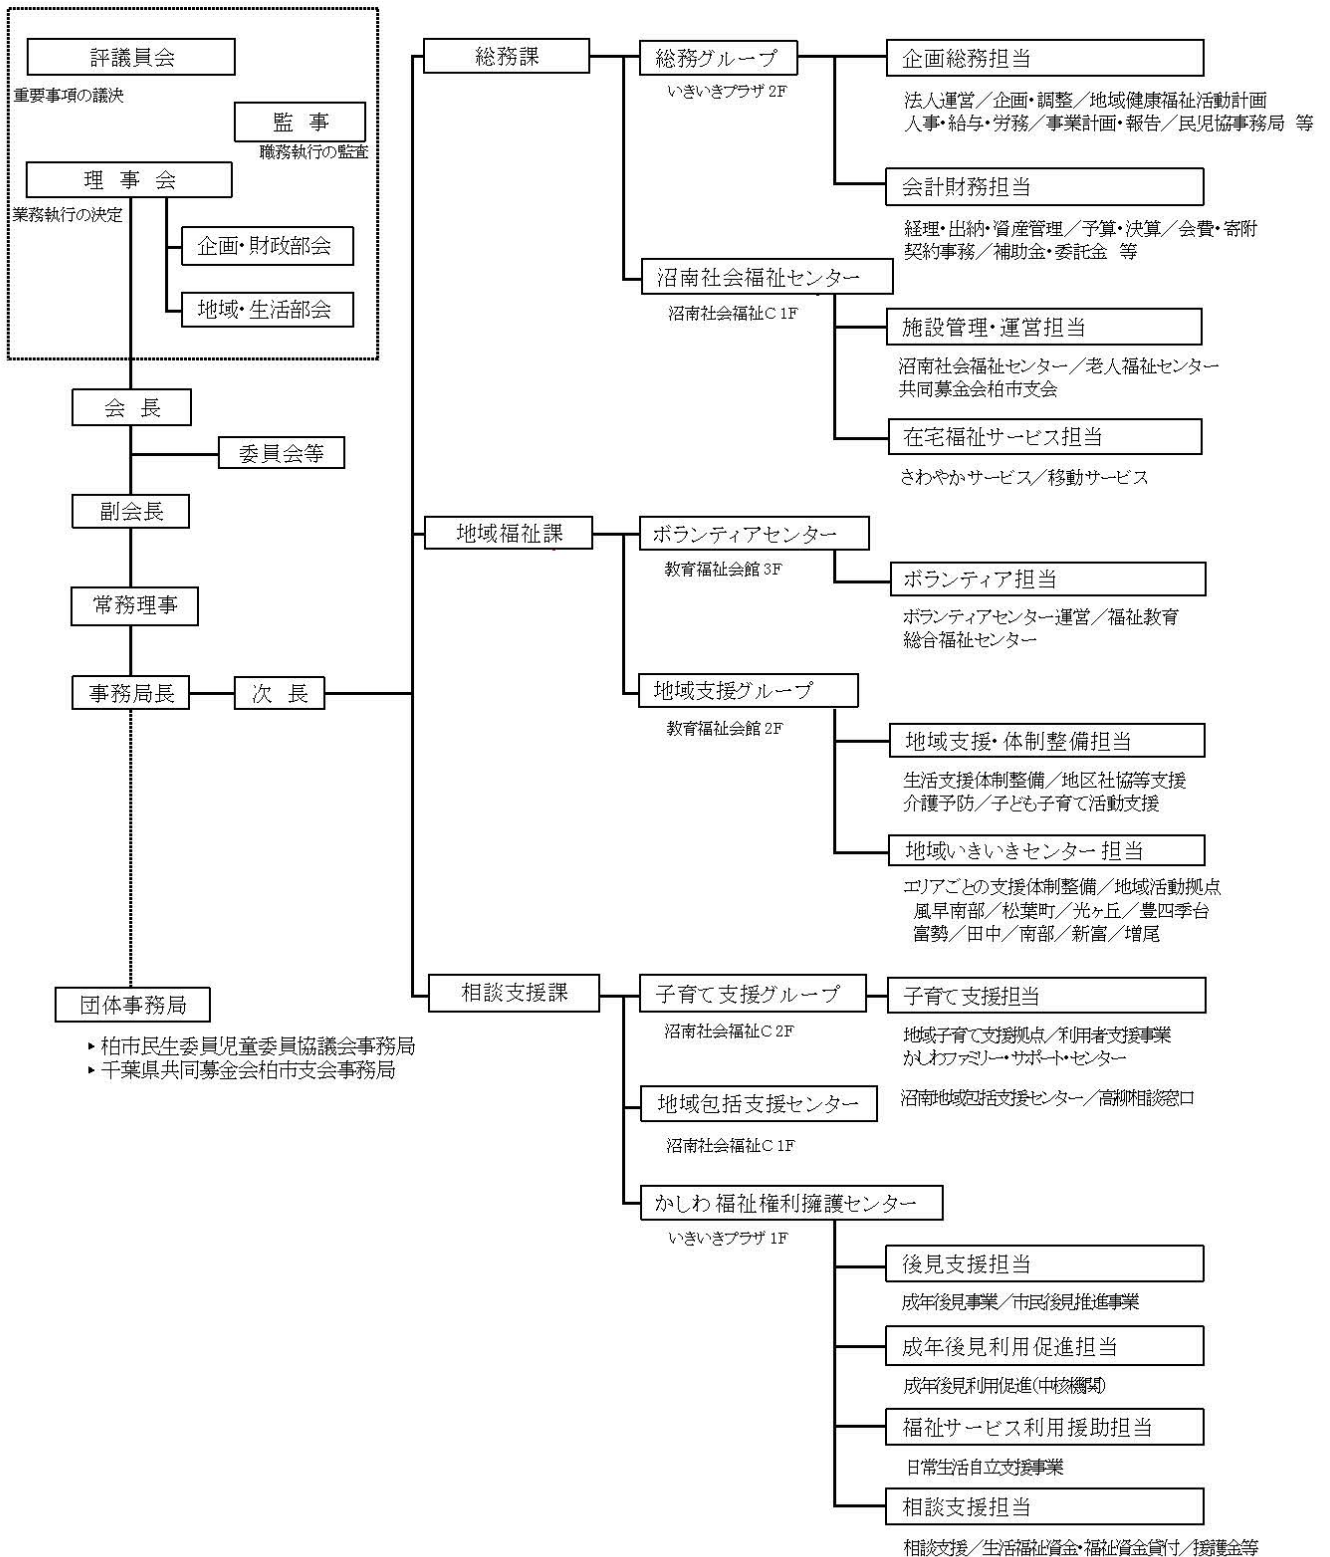 評議員会
重要事項の議決
監 事
職務執行の監査
理 事 会
業務執行の決定
企画・財政部会
地域・生活部会
会 長
委員会等
副会長
常務理事
事務局長
次 長
団体事務局
▸柏市民生委員児童委員協議会事務局
▸千葉県共同募金会柏市支会事務局
総務課
総務グループ
いきいきプラザ 2F
企画総務担当
法人運営／企画・調整／地域健康福祉活動計画
人事・給与・労務／事業計画・報告／民児協事務局 等
会計財務担当
経理・出納・資産管理／予算・決算／会費・寄附
契約事務／補助金・委託金 等
沼南社会福祉センター
沼南社会福祉C 1F
施設管理・運営担当
沼南社会福祉センター／老人福祉センター
共同募金会柏市支会
在宅福祉サービス担当
さわやかサービス／移動サービス
地域福祉課
ボランティアセンター
教育福祉会館 3F
ボランティア担当
ボランティアセンター運営／福祉教育
総合福祉センター
地域支援グループ
教育福祉会館 2F
地域支援・体制整備担当
生活支援体制整備／地区社協等支援
介護予防／子ども子育て活動支援
地域いきいきセンター担当
エリアごとの支援体制整備／地域活動拠点
風早南部／松葉町／光ヶ丘／豊四季台
富勢／田中／南部／新富／増尾
相談支援課
子育て支援グループ
沼南社会福祉C 2F
子育て支援担当
地域子育て支援拠点／利用者支援事業
かしわファミリー・サポート・センター
地域包括支援センター
沼南社会福祉C 1F
沼南地域包括支援センター／高柳相談窓口
かしわ福祉権利擁護センター
いきいきプラザ 1F
後見支援担当
成年後見事業／市民後見推進事業
成年後見利用促進担当
成年後見利用促進(中核機関)
福祉サービス利用援助担当
日常生活自立支援事業
相談支援担当
相談支援／生活福祉資金・福祉資金貸付／援護金等